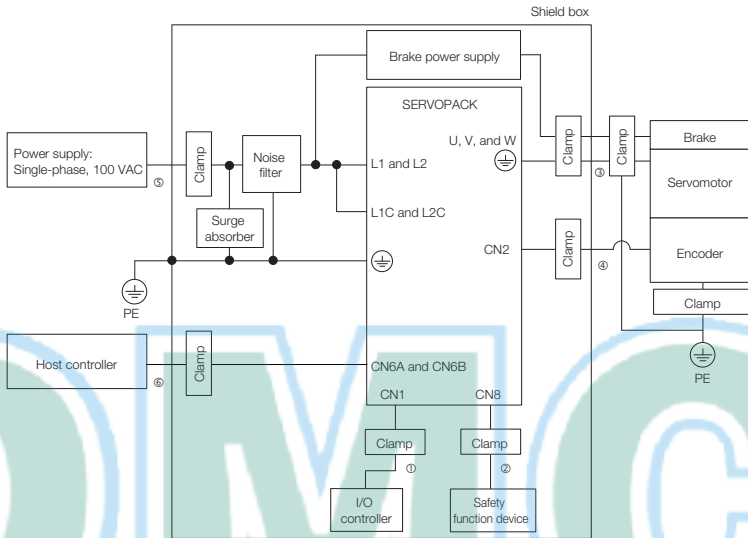 Shield box
Brake power supply
SERVOPACK
U, V, and W
Clamp
Clamp
Brake
Power supply:
Single-phase, 100 VAC
Clamp
Noise
filter
L1 and L2
③
Servomotor
⑤
L1C and L2C
Surge
absorber
CN2
Clamp
④
Encoder
Clamp
PE
PE
Host controller
⑥
Clamp
CN6A and CN6B
CN1
CN8
Clamp
①
Clamp
②
I/O
controller
Safety
function device
OMC